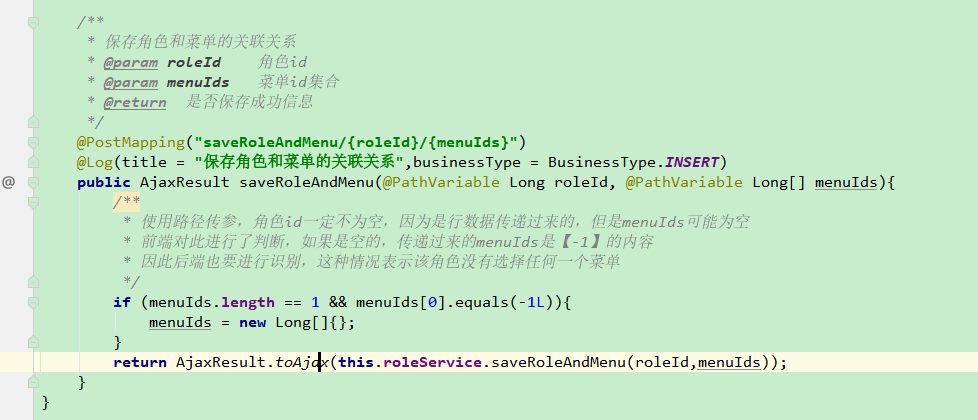 /**
 * 保存角色和菜单的关联关系
 * @param roleId    角色id
 * @param menuIds   菜单id集合
 * @return  是否保存成功信息
 */
@PostMapping("saveRoleAndMenu/{roleId}/{menuIds}")
@Log(title = "保存角色和菜单的关联关系",businessType = BusinessType.INSERT)
@
public AjaxResult saveRoleAndMenu(@PathVariable Long roleId, @PathVariable Long[] menuIds){
    /**
     * 使用路径传参，角色id一定不为空，因为是行数据传递过来的，但是menuIds可能为空
     * 前端对此进行了判断，如果是空的，传递过来的menuIds是【-1】的内容
     * 因此后端也要进行识别，这种情况表示该角色没有选择任何一个菜单
     */
    if (menuIds.length == 1 && menuIds[0].equals(-1L)){
        menuIds = new Long[]{};
    }
    return AjaxResult.toAjax(this.roleService.saveRoleAndMenu(roleId,menuIds));
}
}